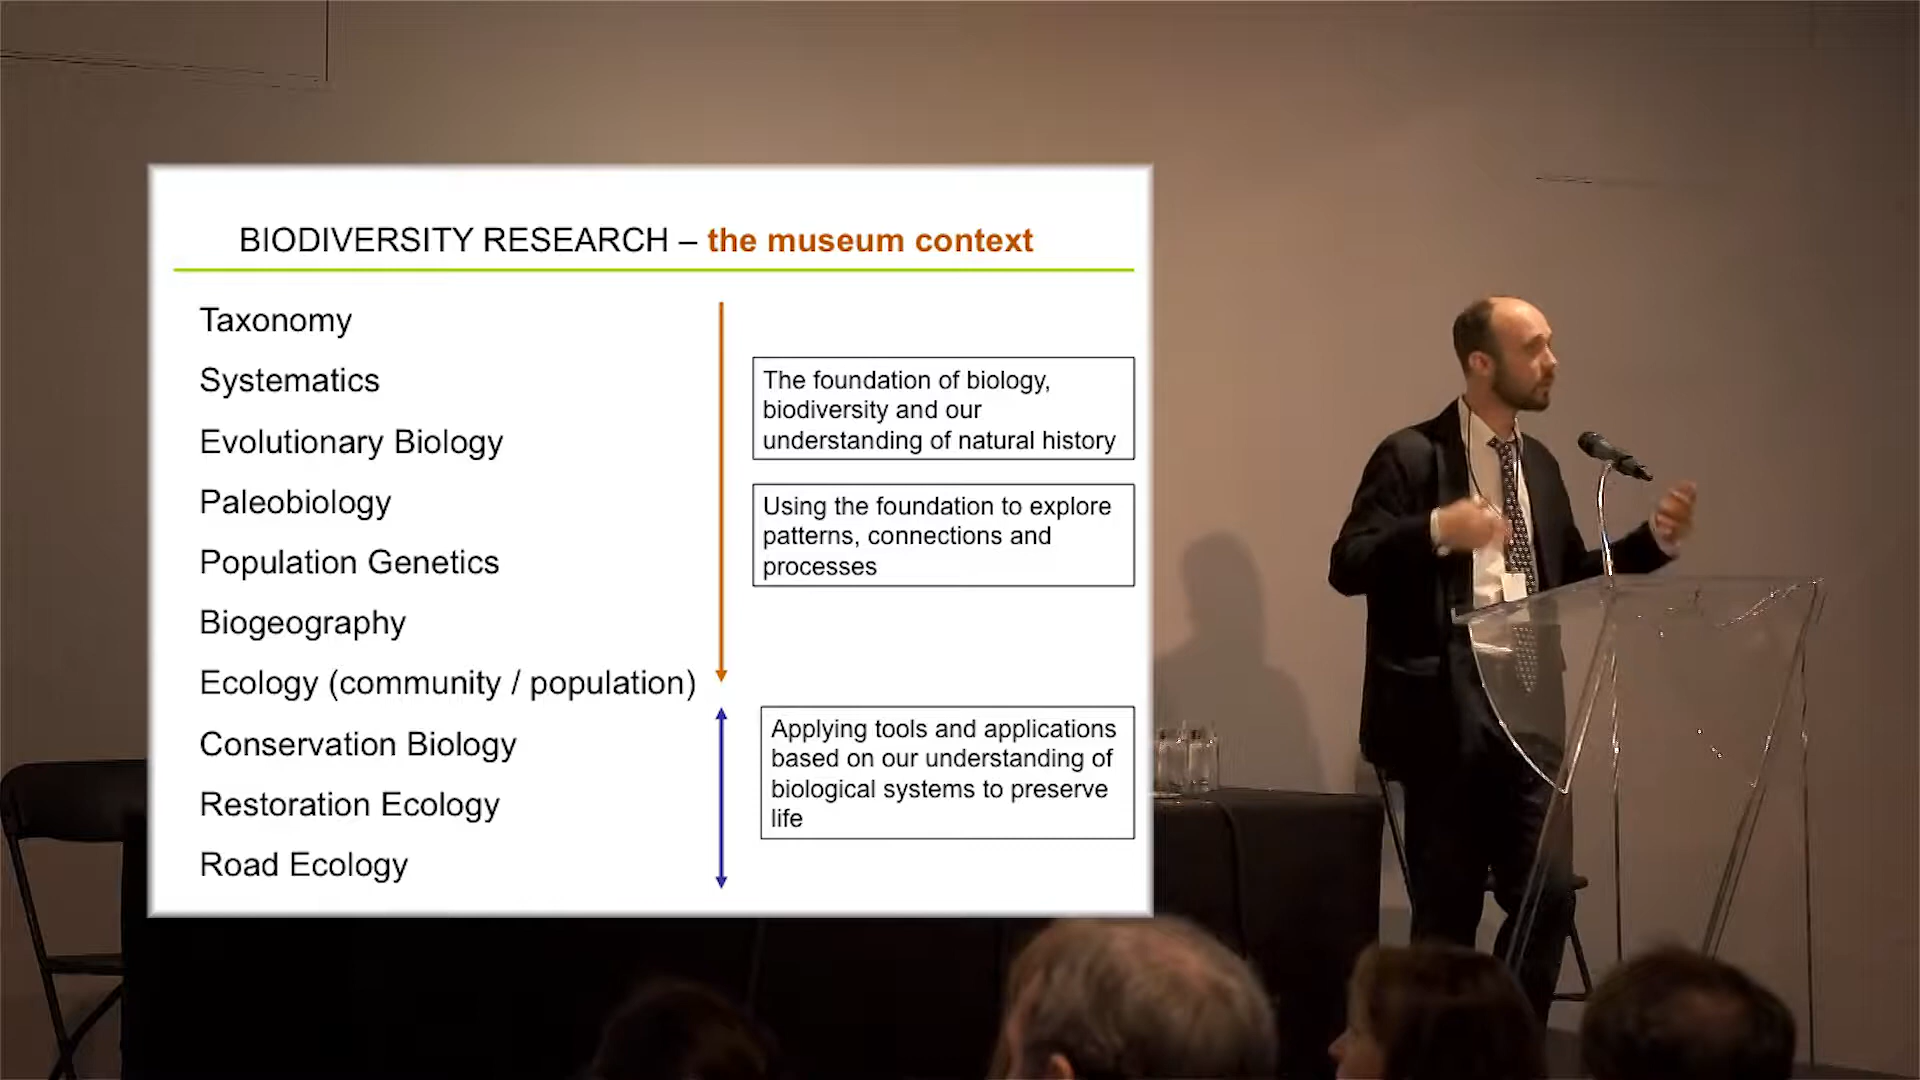 BIODIVERSITY RESEARCH – the museum context
Taxonomy
Systematics
Evolutionary Biology
Paleobiology
Population Genetics
Biogeography
Ecology (community / population)
Conservation Biology
Restoration Ecology
Road Ecology
The foundation of biology,
biodiversity and our
understanding of natural history
Using the foundation to explore
patterns, connections and
processes
Applying tools and applications
based on our understanding of
biological systems to preserve
life